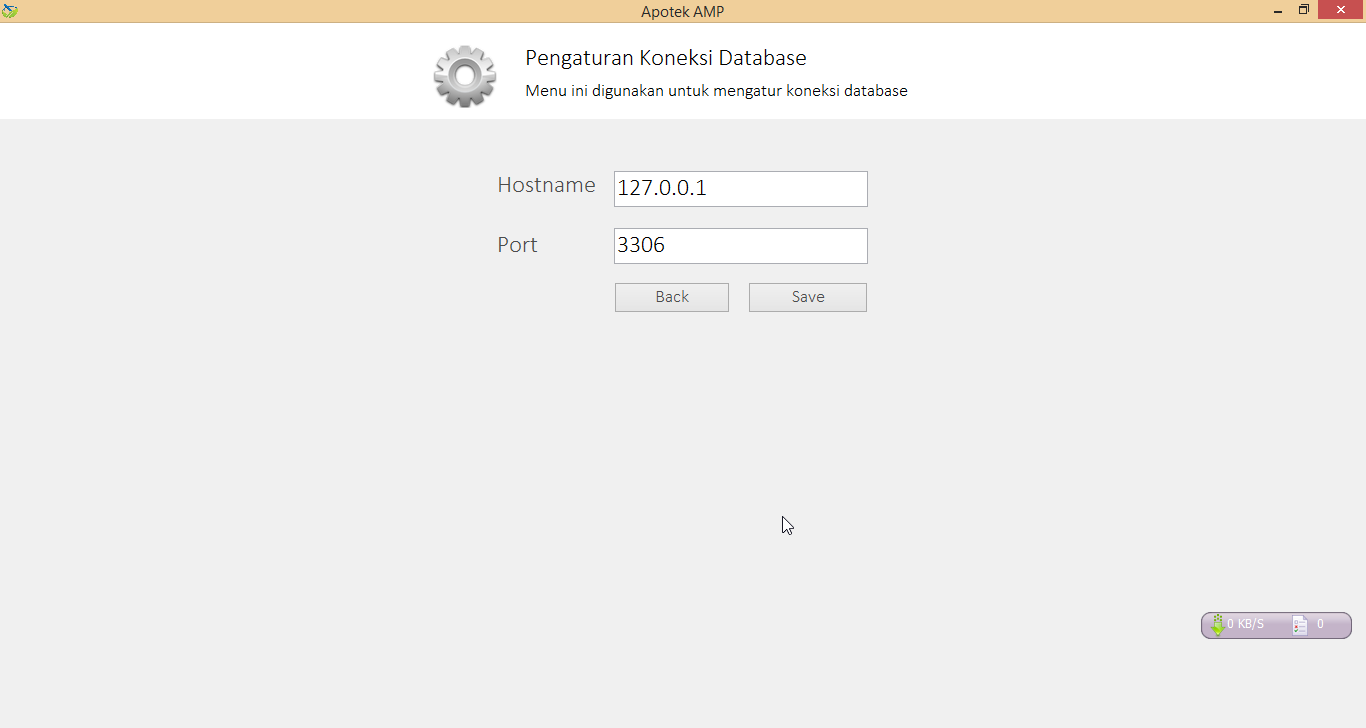 Apotek AMP
Pengaturan Koneksi Database
Menu ini digunakan untuk mengatur koneksi database
Hostname 127.0.0.1
Port 3306
Back Save
0 KB/S 0